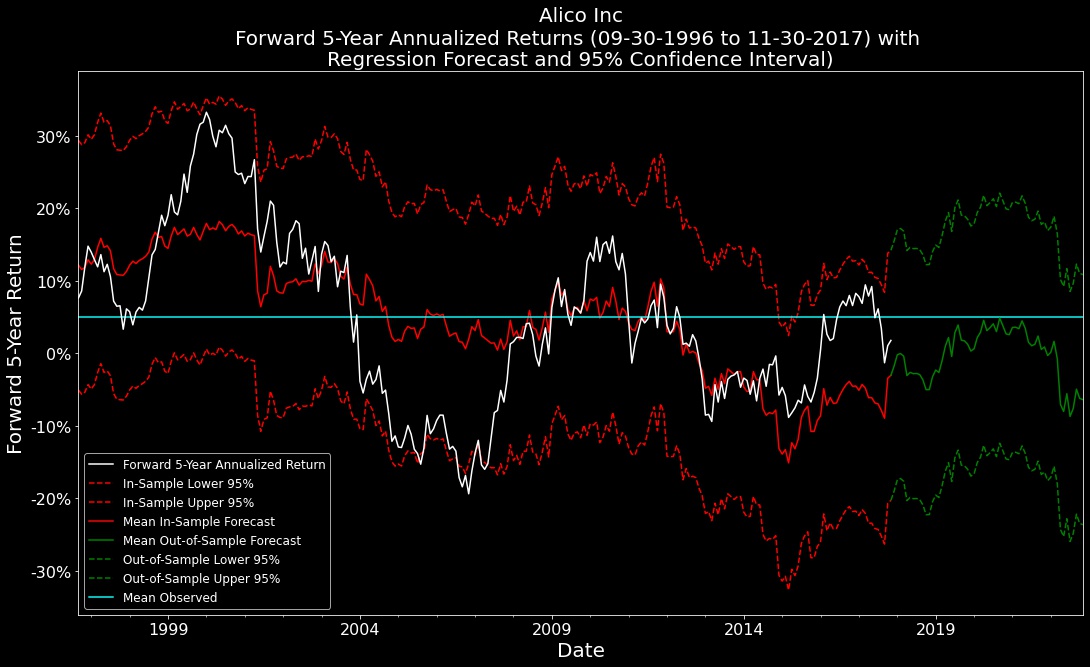 Alico Inc
Forward 5-Year Annualized Returns (09-30-1996 to 11-30-2017) with
Regression Forecast and 95% Confidence Interval)
Forward 5-Year Return
30%
20%
10%
0%
-10%
-20%
-30%
Forward 5-Year Annualized Return
In-Sample Lower 95%
In-Sample Upper 95%
Mean In-Sample Forecast
Mean Out-of-Sample Forecast
Out-of-Sample Lower 95%
Out-of-Sample Upper 95%
Mean Observed
1999
2004
2009
2014
2019
Date